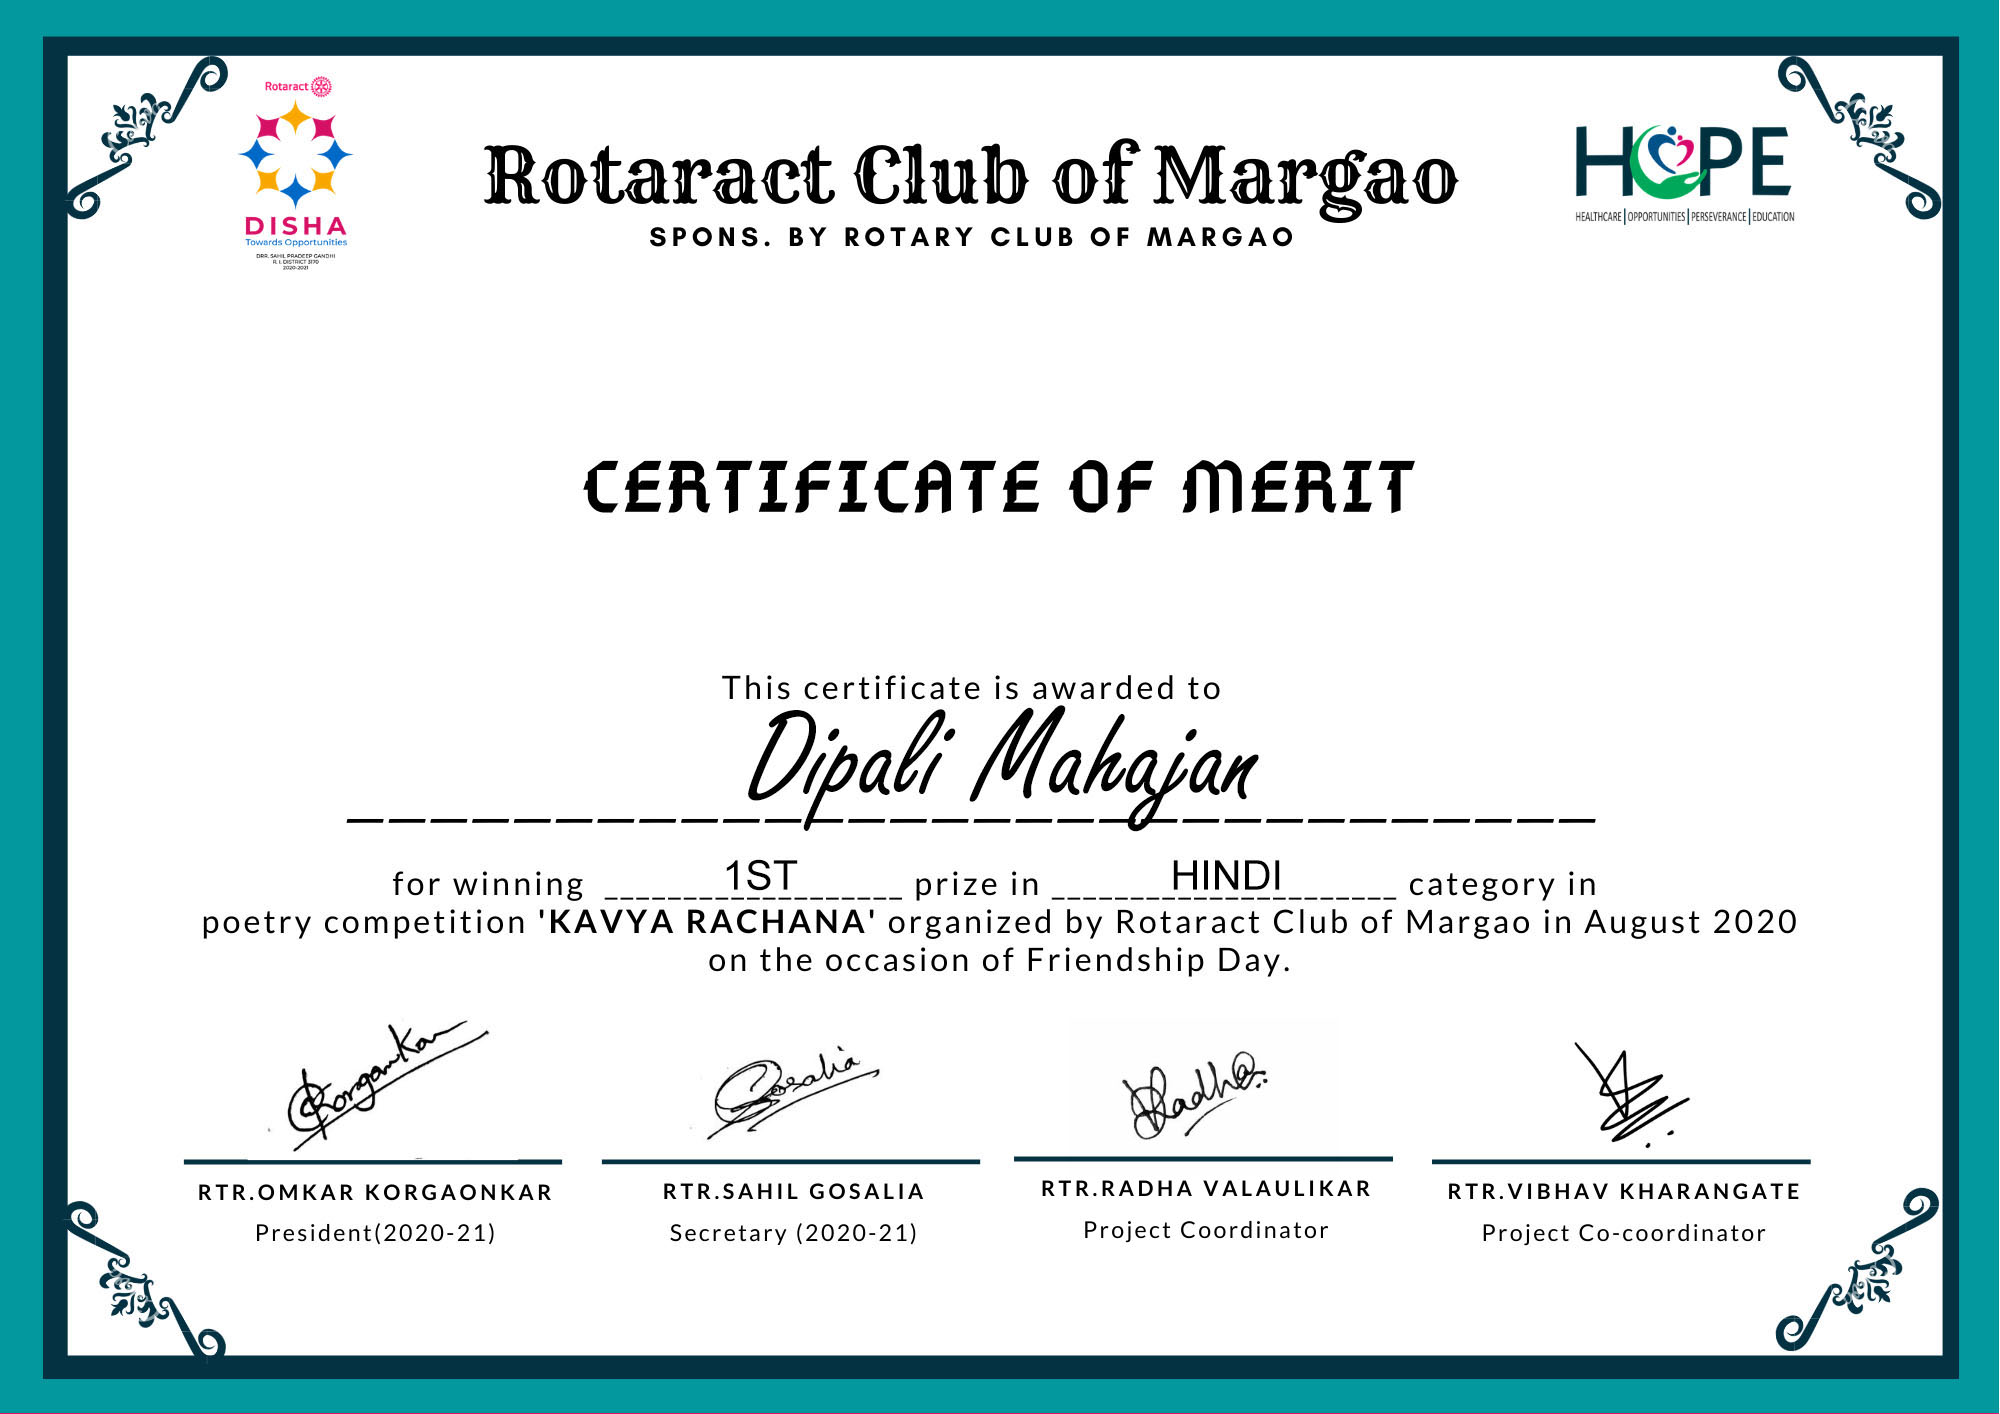 Rotaract
DISHA
Towards Opportunities
DRR. SAHIL PRADEEP GANDHI
R. I. DISTRICT 3170
2020-2021
Rotaract Club of Margao
SPONS. BY ROTARY CLUB OF MARGAO
HOPE
HEALTHCARE | OPPORTUNITIES | PERSEVERANCE | EDUCATION
CERTIFICATE OF MERIT
This certificate is awarded to
Dipali Mahajan
for winning 1ST prize in HINDI category in
poetry competition 'KAVYA RACHANA' organized by Rotaract Club of Margao in August 2020
on the occasion of Friendship Day.
Korgaonkar Gosalia Radha
RTR.OMKAR KORGAONKAR RTR.SAHIL GOSALIA RTR.RADHA VALAULIKAR RTR.VIBHAV KHARANGATE
President(2020-21) Secretary (2020-21) Project Coordinator Project Co-coordinator